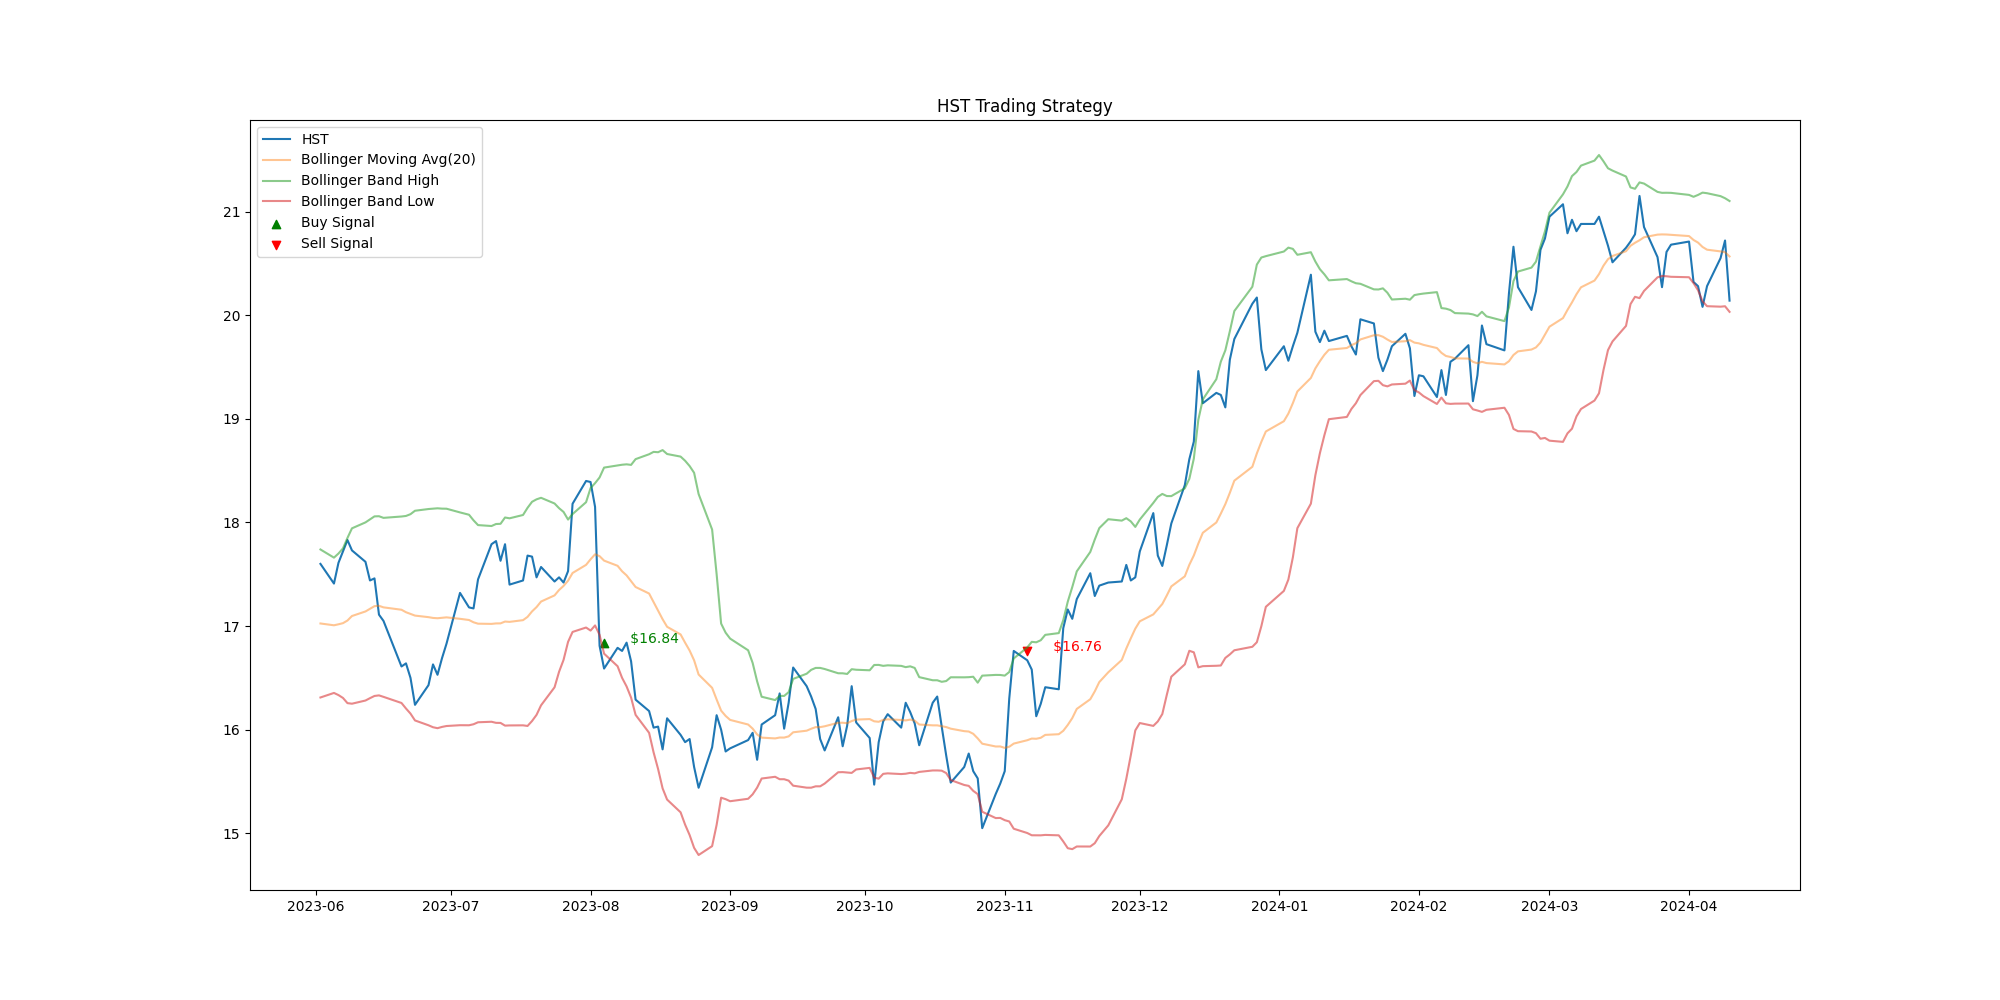 HST Trading Strategy
HST
Bollinger Moving Avg(20)
Bollinger Band High
Bollinger Band Low
Buy Signal
Sell Signal
21
20
19
18
17
16
15
$16.84
$16.76
2023-06 2023-07 2023-08 2023-09 2023-10 2023-11 2023-12 2024-01 2024-02 2024-03 2024-04